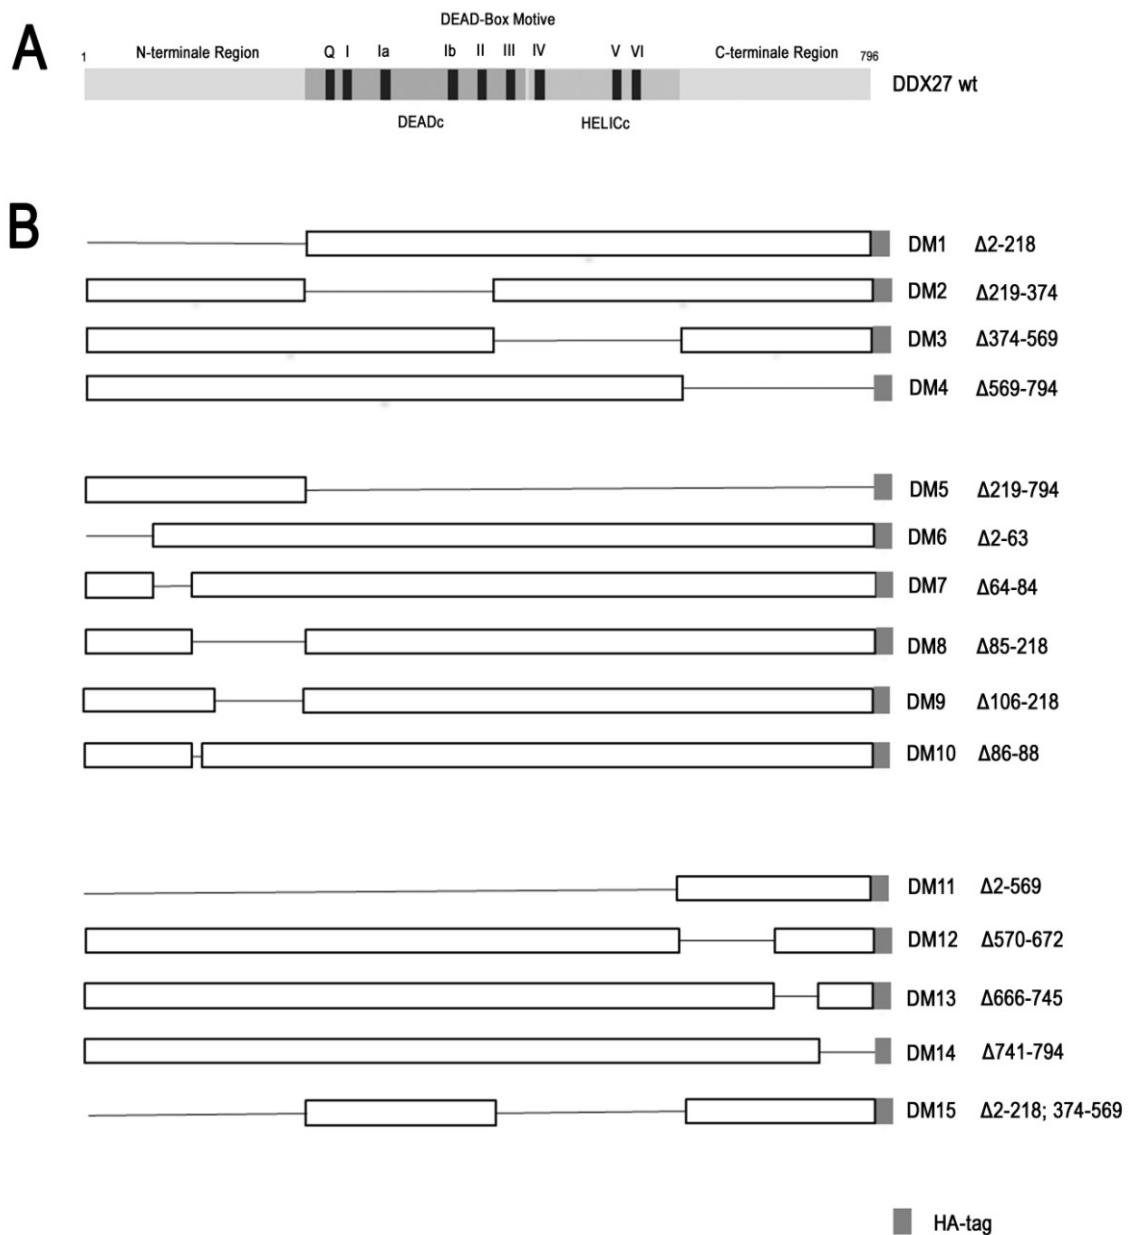 A
DEAD-Box Motive
1 N-terminale Region Q I Ia Ib II III IV V VI C-terminale Region 796
DDX27 wt
DEADc HELICc
B
DM1 Δ2-218
DM2 Δ219-374
DM3 Δ374-569
DM4 Δ569-794
DM5 Δ219-794
DM6 Δ2-63
DM7 Δ64-84
DM8 Δ85-218
DM9 Δ106-218
DM10 Δ86-88
DM11 Δ2-569
DM12 Δ570-672
DM13 Δ666-745
DM14 Δ741-794
DM15 Δ2-218; 374-569
HA-tag